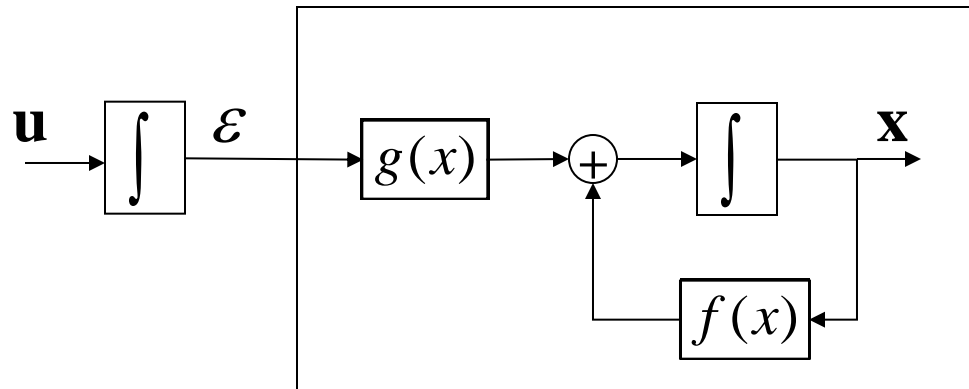 u ∫ ε g(x) + ∫ x
f(x)